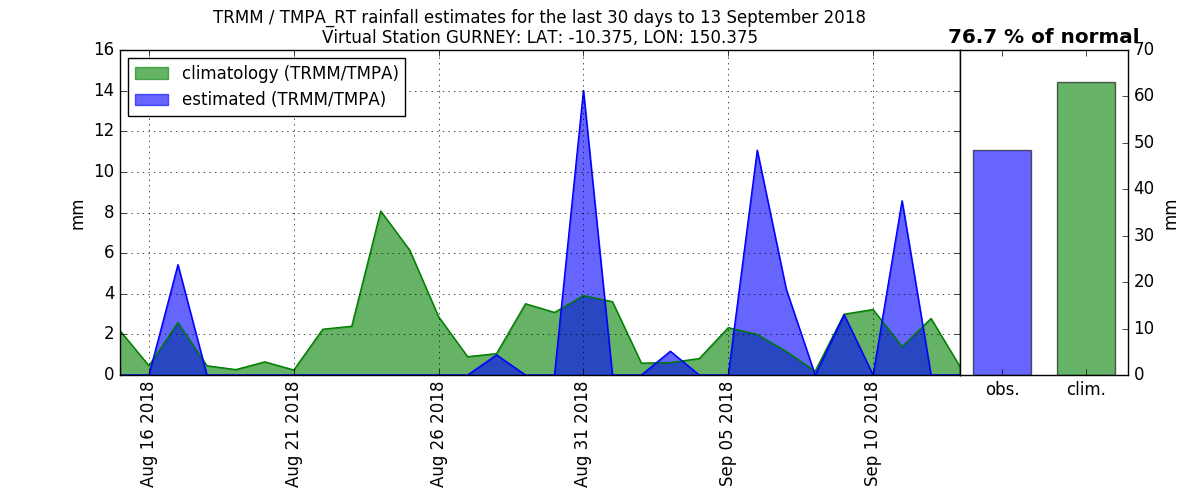 TRMM / TMPA_RT rainfall estimates for the last 30 days to 13 September 2018
Virtual Station GURNEY: LAT: -10.375, LON: 150.375
76.7 % of normal
climatology (TRMM/TMPA)
estimated (TRMM/TMPA)
16
14
12
10
8
6
4
2
0
mm
Aug 16 2018
Aug 21 2018
Aug 26 2018
Aug 31 2018
Sep 05 2018
Sep 10 2018
obs.
clim.
70
60
50
40
30
20
10
0
mm